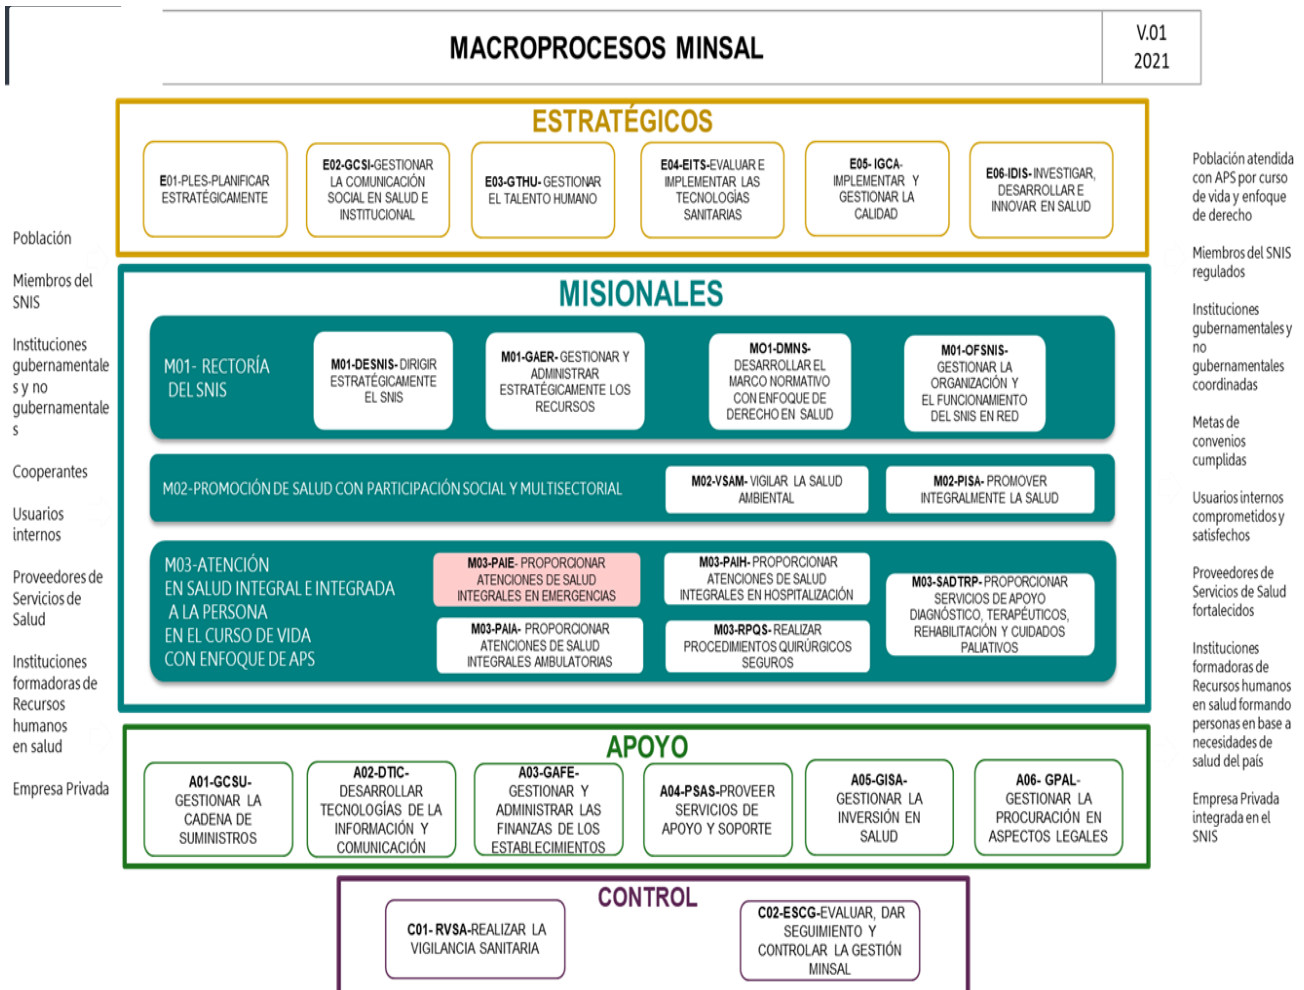 MACROPROCESOS MINSAL
V.01
2021
ESTRATÉGICOS
E01-PLES-PLANIFICAR
ESTRATÉGICAMENTE
E02-GCSI-GESTIONAR
LA COMUNICACIÓN
SOCIAL EN SALUD E
INSTITUCIONAL
E03-GTHU- GESTIONAR
EL TALENTO HUMANO
E04-EITS-EVALUAR E
IMPLEMENTAR LAS
TECNOLOGÍAS
SANITARIAS
E05- IGCA-
IMPLEMENTAR Y
GESTIONAR LA
CALIDAD
E06-IDIS- INVESTIGAR,
DESARROLLAR E
INNOVAR EN SALUD
Población
Miembros del
SNIS
Instituciones
gubernamentale
s y no
gubernamentale
s
Cooperantes
Usuarios
internos
Proveedores de
Servicios de
Salud
Instituciones
formadoras de
Recursos
humanos
en salud
Empresa Privada
MISIONALES
M01- RECTORÍA
DEL SNIS
M01-DESNIS- DIRIGIR
ESTRATÉGICAMENTE
EL SNIS
M01-GAER- GESTIONAR Y
ADMINISTRAR
ESTRATÉGICAMENTE LOS
RECURSOS
MO1-DMNS-
DESARROLLAR EL
MARCO NORMATIVO
CON ENFOQUE DE
DERECHO EN SALUD
M01-OFSNIS-
GESTIONAR LA
ORGANIZACIÓN Y
EL FUNCIONAMIENTO
DEL SNIS EN RED
M02-PROMOCIÓN DE SALUD CON PARTICIPACIÓN SOCIAL Y MULTISECTORIAL
M02-VSAM- VIGILAR LA SALUD
AMBIENTAL
M02-PISA- PROMOVER
INTEGRALMENTE LA SALUD
M03-ATENCIÓN
EN SALUD INTEGRAL E INTEGRADA
A LA PERSONA
EN EL CURSO DE VIDA
CON ENFOQUE DE APS
M03-PAIE- PROPORCIONAR
ATENCIONES DE SALUD
INTEGRALES EN EMERGENCIAS
M03-PAIH- PROPORCIONAR
ATENCIONES DE SALUD
INTEGRALES EN HOSPITALIZACIÓN
M03-PAIA- PROPORCIONAR
ATENCIONES DE SALUD
INTEGRALES AMBULATORIAS
M03-RPQS- REALIZAR
PROCEDIMIENTOS QUIRÚRGICOS
SEGUROS
M03-SADTRP- PROPORCIONAR
SERVICIOS DE APOYO
DIAGNÓSTICO, TERAPÉUTICOS,
REHABILITACIÓN Y CUIDADOS
PALIATIVOS
APOYO
A01-GCSU-
GESTIONAR LA
CADENA DE
SUMINISTROS
A02-DTIC-
DESARROLLAR
TECNOLOGÍAS DE LA
INFORMACIÓN Y
COMUNICACIÓN
A03-GAFE-
GESTIONAR Y
ADMINISTRAR LAS
FINANZAS DE LOS
ESTABLECIMIENTOS
A04-PSAS-PROVEER
SERVICIOS DE
APOYO Y SOPORTE
A05-GISA-
GESTIONAR LA
INVERSIÓN EN
SALUD
A06- GPAL-
GESTIONAR LA
PROCURACIÓN EN
ASPECTOS LEGALES
CONTROL
C01- RVSA-REALIZAR LA
VIGILANCIA SANITARIA
C02-ESCG-EVALUAR, DAR
SEGUIMIENTO Y
CONTROLAR LA GESTIÓN
MINSAL
Población atendida
con APS por curso
de vida y enfoque
de derecho
Miembros del SNIS
regulados
Instituciones
gubernamentales y
no
gubernamentales
coordinadas
Metas de
convenios
cumplidas
Usuarios internos
comprometidos y
satisfechos
Proveedores de
Servicios de Salud
fortalecidos
Instituciones
formadoras de
Recursos humanos
en salud formando
personas en base a
necesidades de
salud del país
Empresa Privada
integrada en el
SNIS